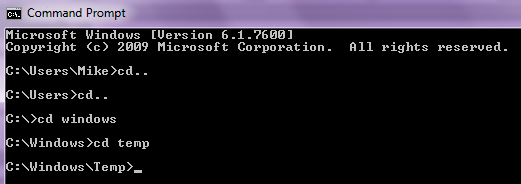 Command Prompt
Microsoft Windows [Version 6.1.7600]
Copyright (c) 2009 Microsoft Corporation.  All rights reserved.
C:\Users\Mike>cd..
C:\Users>cd..
C:\>cd windows
C:\Windows>cd temp
C:\Windows\Temp>_